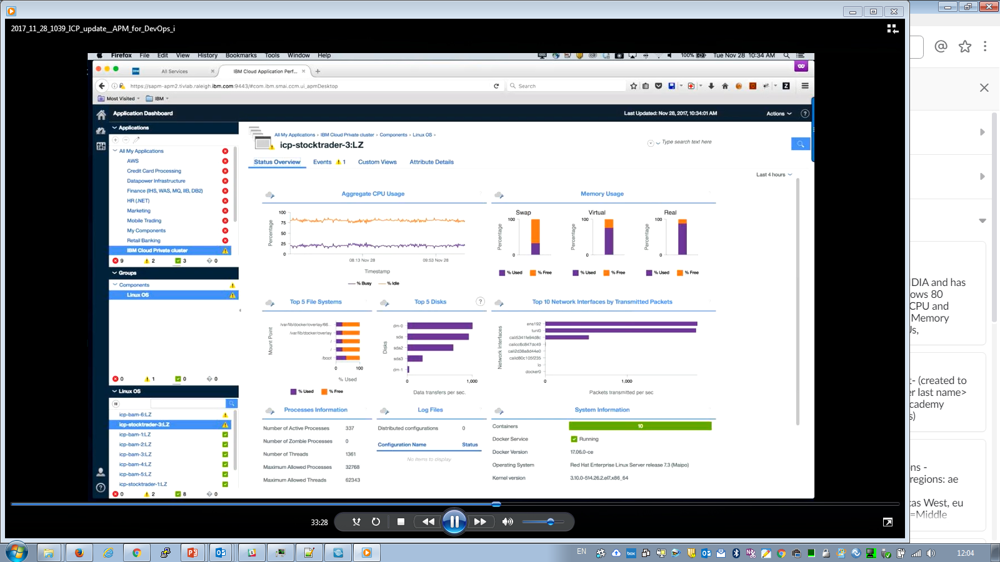 2017_11_28_1039_ICP_update__APM_for_DevOps_i
Firefox File Edit View History Bookmarks Tools Window Help
100% Tue Nov 28 10:34 AM
All Services
IBM Cloud Application Perf...
https://sapm-apm2.tivlab.raleigh.ibm.com:9443/#com.ibm.smai.ccm.ui_apmDesktop
Search
Most Visited IBM
Application Dashboard
Last Updated: Nov 28, 2017, 10:34:01 AM
Actions
Applications
All My Applications
AWS
Credit Card Processing
Datapower Infrastructure
Finance (IHS, WAS, MQ, IIB, DB2)
HR (.NET)
Marketing
Mobile Trading
My Components
Retail Banking
IBM Cloud Private cluster
9 2 3 0
Groups
Components
Linux OS
0 1 0 0
Linux OS
icp-bam-6:LZ
icp-stocktrader-3:LZ
icp-bam-1:LZ
icp-bam-2:LZ
icp-bam-3:LZ
icp-bam-4:LZ
icp-bam-5:LZ
icp-stocktrader-1:LZ
0 2 8 0
All My Applications > IBM Cloud Private cluster > Components > Linux OS >
icp-stocktrader-3:LZ
Type search text here
Status Overview Events 1 Custom Views Attribute Details
Last 4 hours
Aggregate CPU Usage
Percentage
100
75
50
25
0
08:13 Nov 28 09:53 Nov 28
Timestamp
% Busy % Idle
Memory Usage
Swap Virtual Real
Percentage Percentage Percentage
100 100 100
0 0 0
% Used % Free % Used % Free % Used % Free
Top 5 File Systems
Mount Point
/var/lib/docker/overlay/66...
/var/lib/docker/overlay
/
/
/boot
0 100
% Used
% Used % Free
Top 5 Disks
Disks
dm-0
sda
sda2
sda3
dm-1
0 1,000
Data transfers per sec.
Top 10 Network Interfaces by Transmitted Packets
Network Interfaces
ens192
tunl0
cali5341fe94d8c
calicc6c847dc49
cali2d38a8d44e0
calid80c105f235
lo
docker0
0 1,000
Packets transmitted per sec
Processes Information
Number of Active Processes 337
Number of Zombie Processes 0
Number of Threads 1361
Maximum Allowed Processes 32768
Maximum Allowed Threads 62343
Log Files
Distributed configurations 0
Configuration Name Status
No items to display
System Information
Containers 10
Docker Service Running
Docker Version 17.06.0-ce
Operating System Red Hat Enterprise Linux Server release 7.3 (Maipo)
Kernel version 3.10.0-514.26.2.el7.x86_64
33:28
DIA and has
ows 80
CPU and
Memory
Js,
t- (created to
er last name>
cademy
s)
ens -
regions: ae
cas West, eu
=Middle
EN
box
12:04